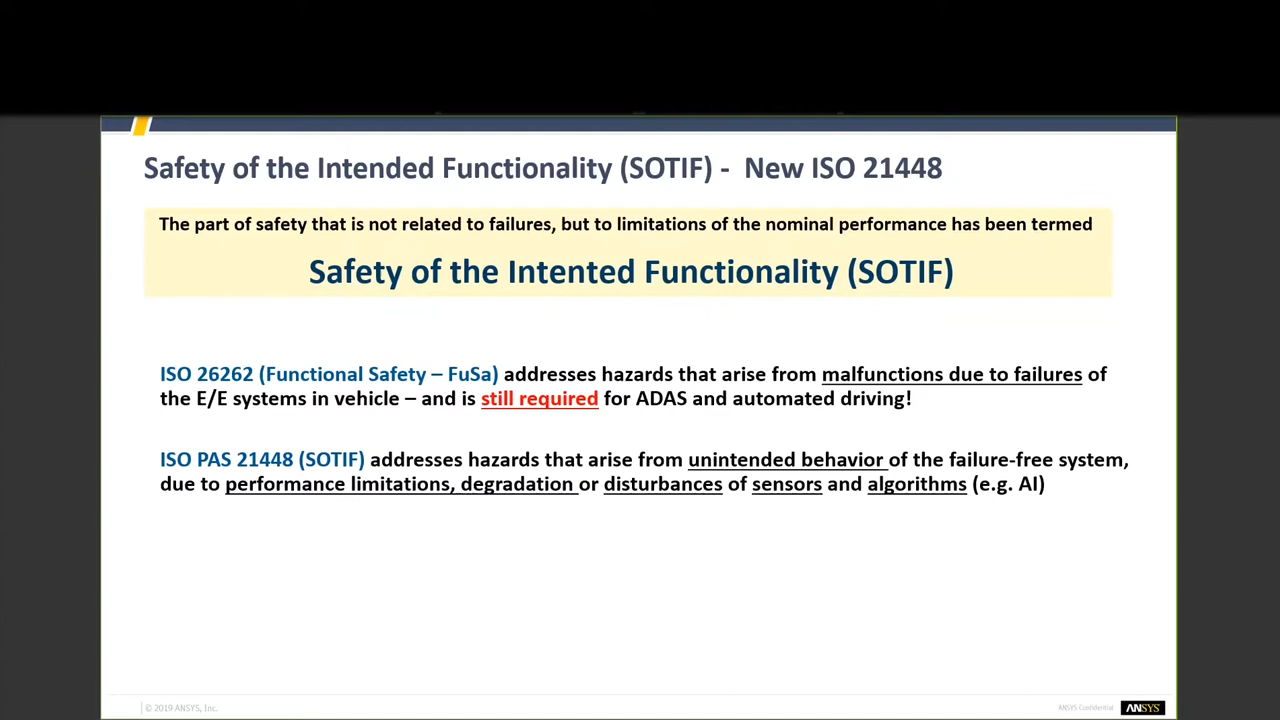 Safety of the Intended Functionality (SOTIF) - New ISO 21448
The part of safety that is not related to failures, but to limitations of the nominal performance has been termed
Safety of the Intented Functionality (SOTIF)
ISO 26262 (Functional Safety – FuSa) addresses hazards that arise from malfunctions due to failures of
the E/E systems in vehicle – and is still required for ADAS and automated driving!
ISO PAS 21448 (SOTIF) addresses hazards that arise from unintended behavior of the failure-free system,
due to performance limitations, degradation or disturbances of sensors and algorithms (e.g. AI)
© 2019 ANSYS, Inc.
ANSYS Confidential
ANSYS